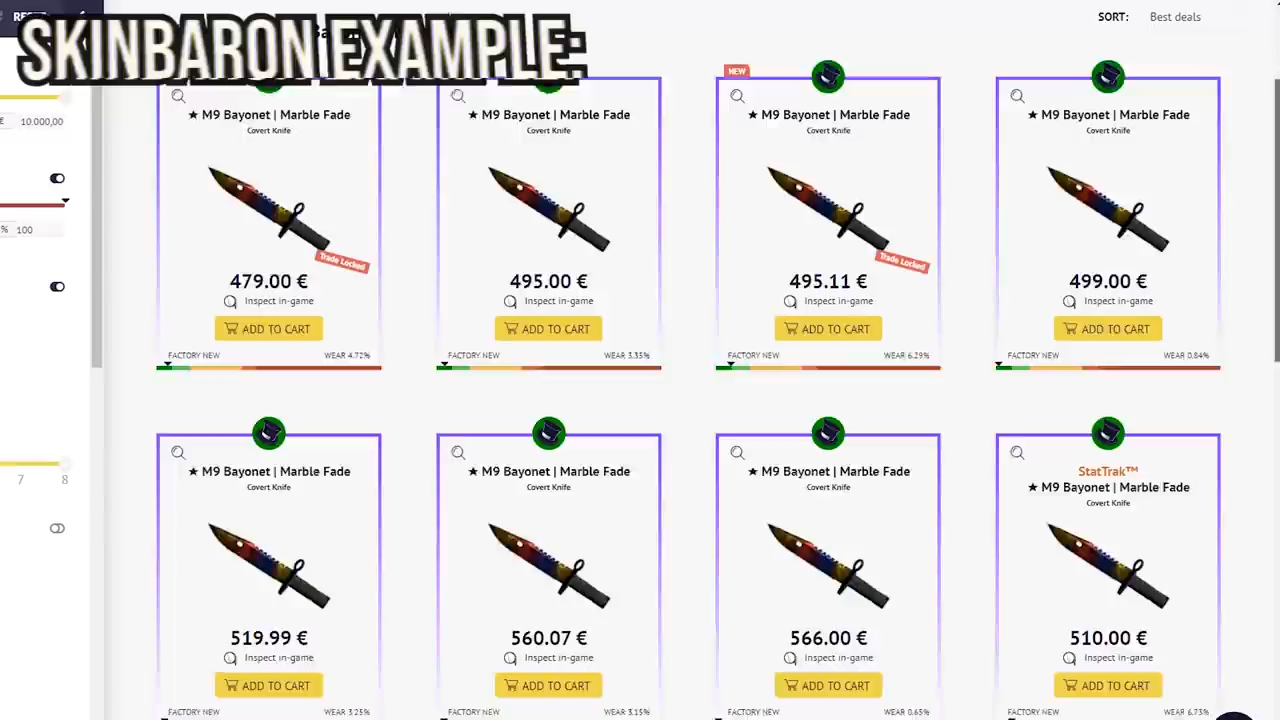 RESET
SKINBARON EXAMPLE:
SORT: Best deals
€ 10.000,00
% 100
7 8
NEW
★ M9 Bayonet | Marble Fade
Covert Knife
Trade Locked
479.00 €
Inspect in-game
ADD TO CART
FACTORY NEW WEAR 4.72%
★ M9 Bayonet | Marble Fade
Covert Knife
495.00 €
Inspect in-game
ADD TO CART
FACTORY NEW WEAR 3.35%
★ M9 Bayonet | Marble Fade
Covert Knife
Trade Locked
495.11 €
Inspect in-game
ADD TO CART
FACTORY NEW WEAR 6.29%
★ M9 Bayonet | Marble Fade
Covert Knife
499.00 €
Inspect in-game
ADD TO CART
FACTORY NEW WEAR 0.84%
★ M9 Bayonet | Marble Fade
Covert Knife
519.99 €
Inspect in-game
ADD TO CART
FACTORY NEW WEAR 3.25%
★ M9 Bayonet | Marble Fade
Covert Knife
560.07 €
Inspect in-game
ADD TO CART
FACTORY NEW WEAR 3.15%
★ M9 Bayonet | Marble Fade
Covert Knife
566.00 €
Inspect in-game
ADD TO CART
FACTORY NEW WEAR 0.65%
StatTrak™
★ M9 Bayonet | Marble Fade
Covert Knife
510.00 €
Inspect in-game
ADD TO CART
FACTORY NEW WEAR 6.73%